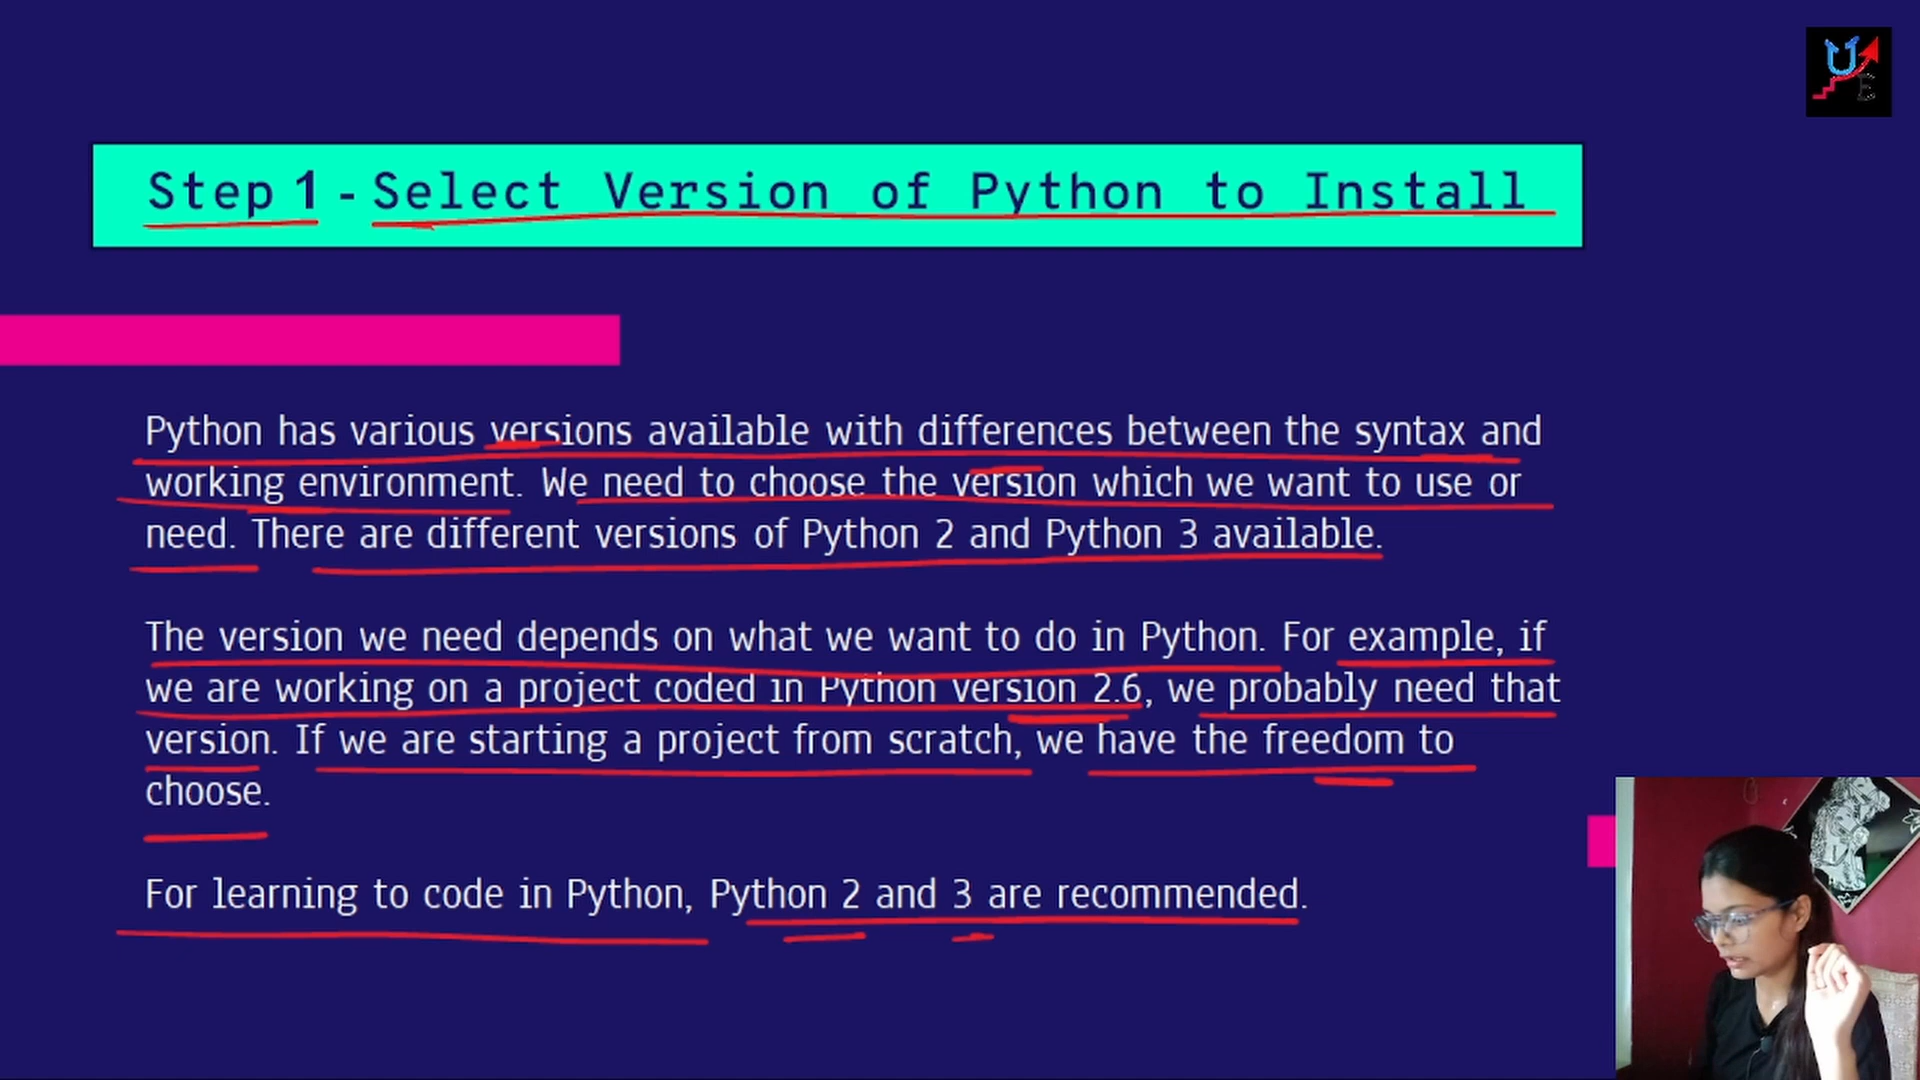 U
E
Step 1 - Select Version of Python to Install
Python has various versions available with differences between the syntax and
working environment. We need to choose the version which we want to use or
need. There are different versions of Python 2 and Python 3 available.
The version we need depends on what we want to do in Python. For example, if
we are working on a project coded in Python version 2.6, we probably need that
version. If we are starting a project from scratch, we have the freedom to
choose.
For learning to code in Python, Python 2 and 3 are recommended.